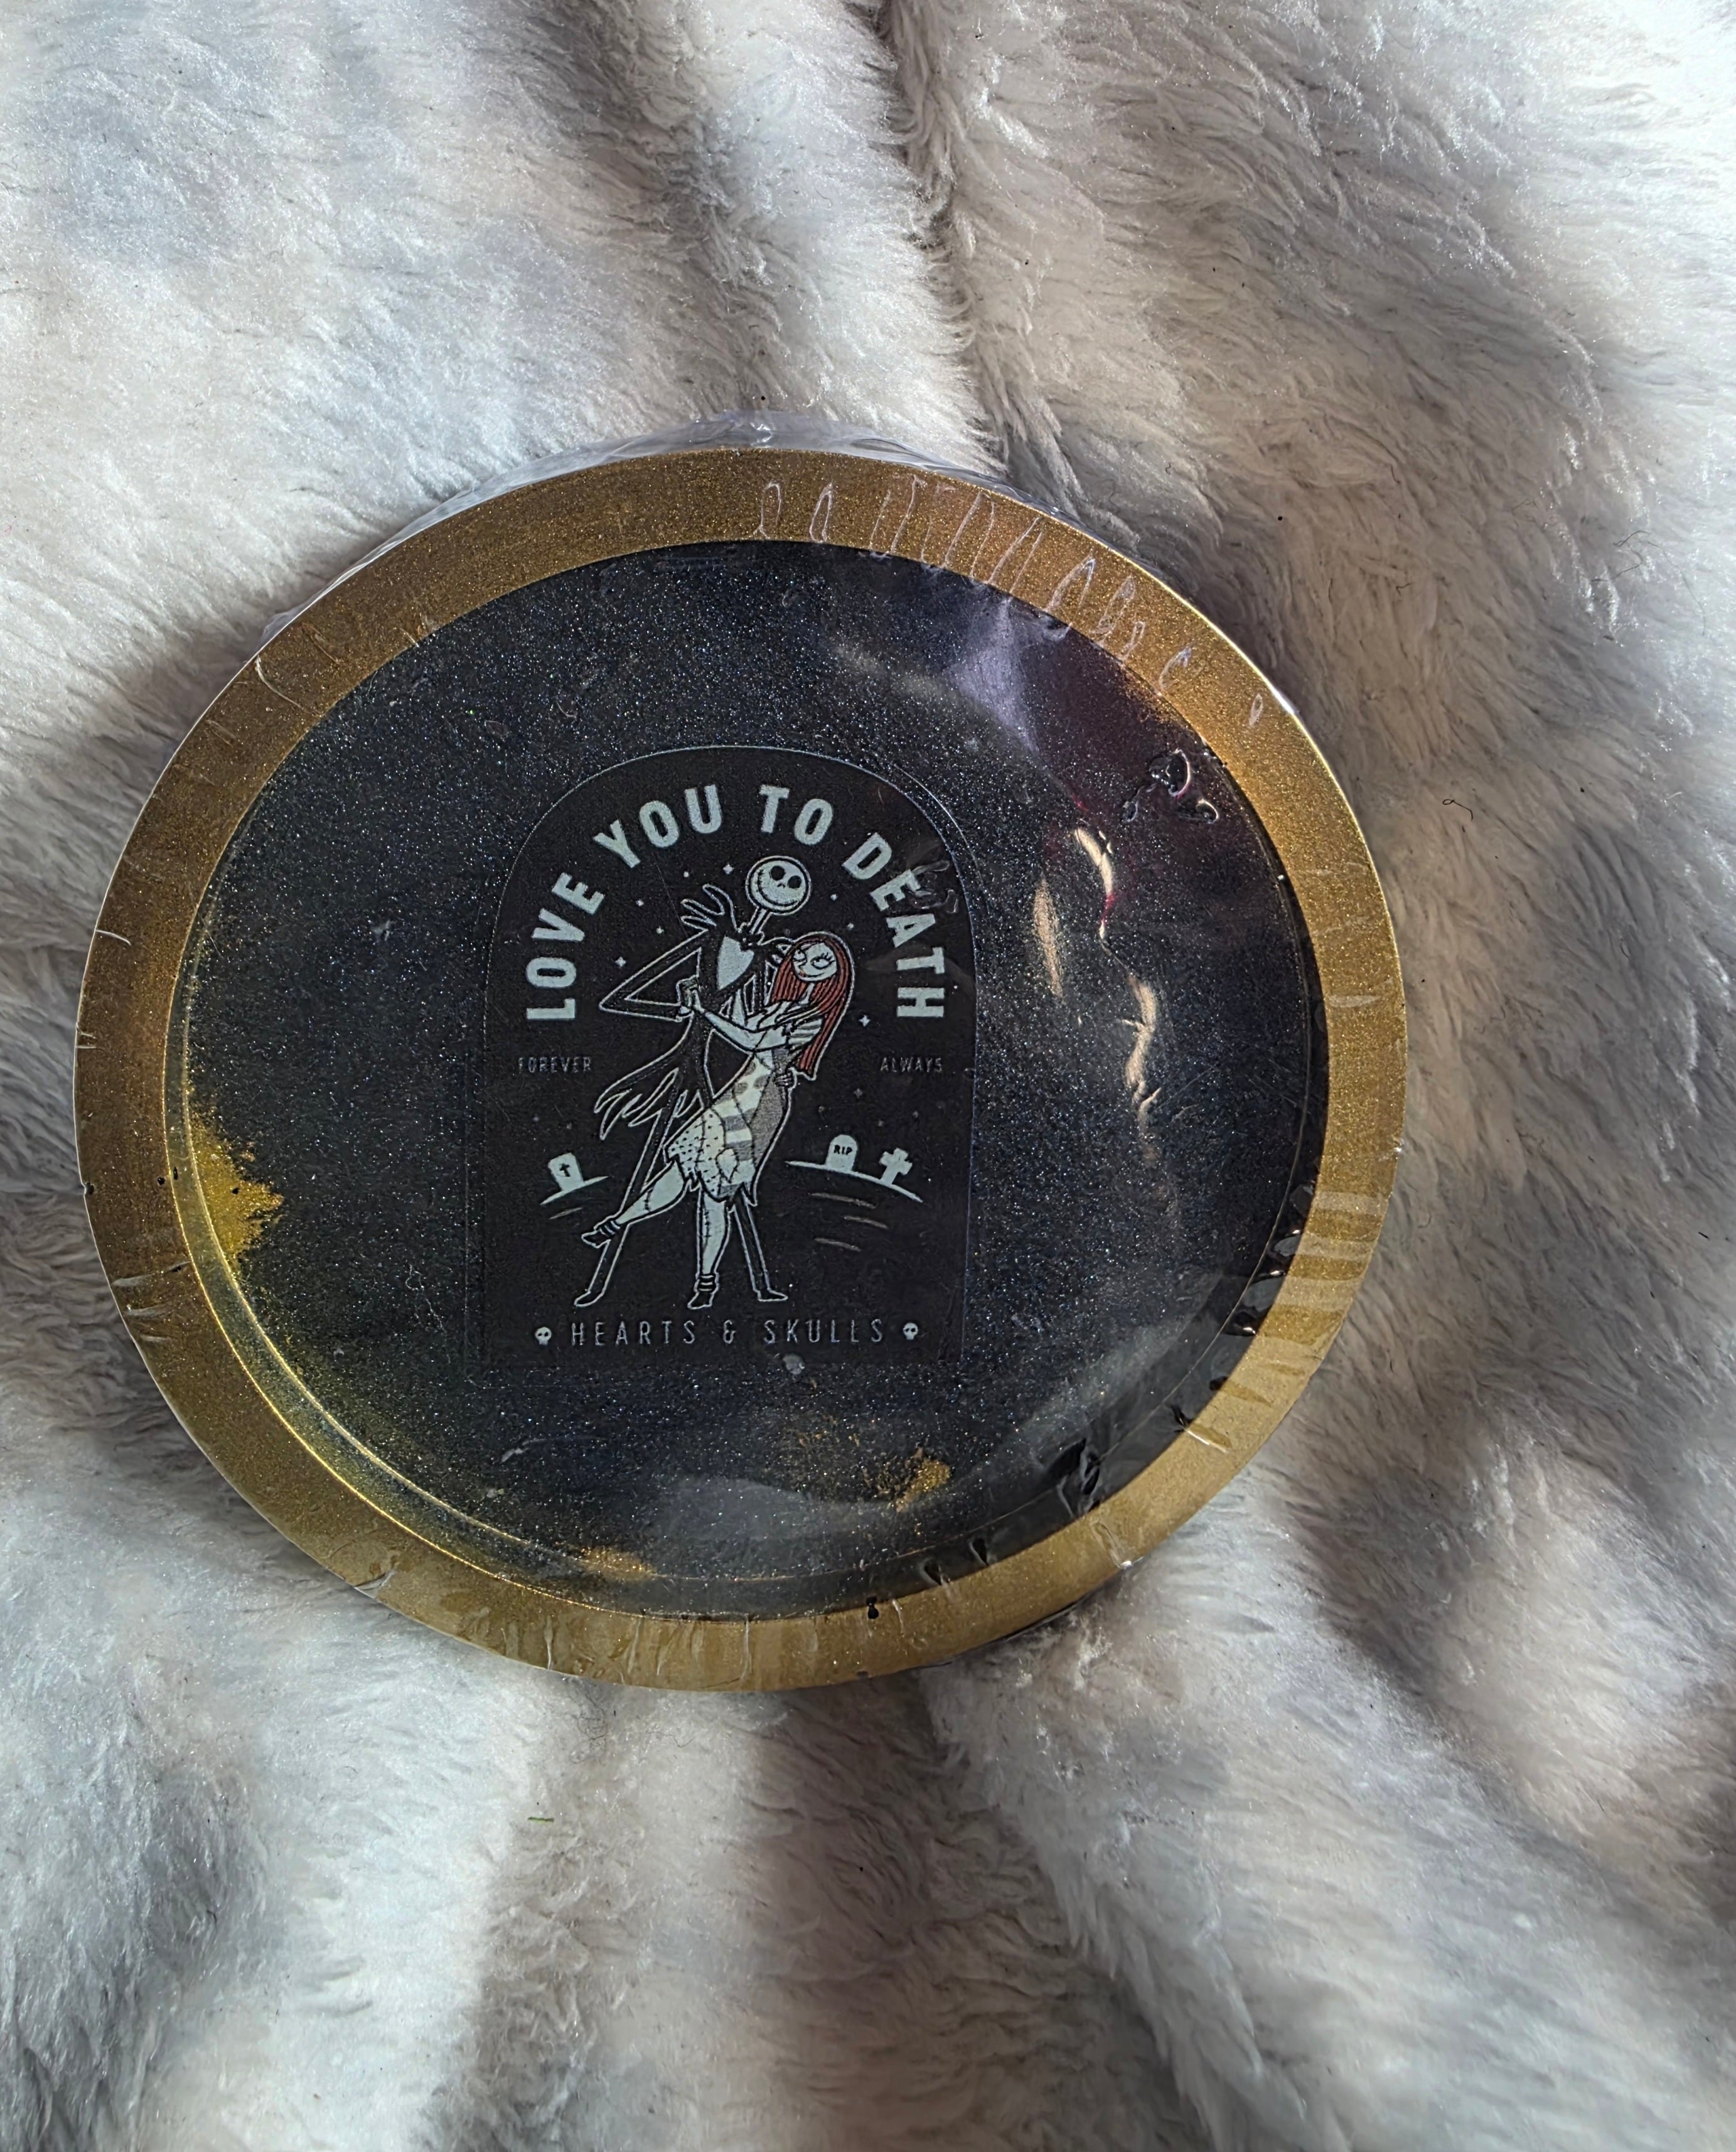 LOVE YOU TO DEATH
FOREVER
ALWAYS
RIP
HEARTS & SKULLS